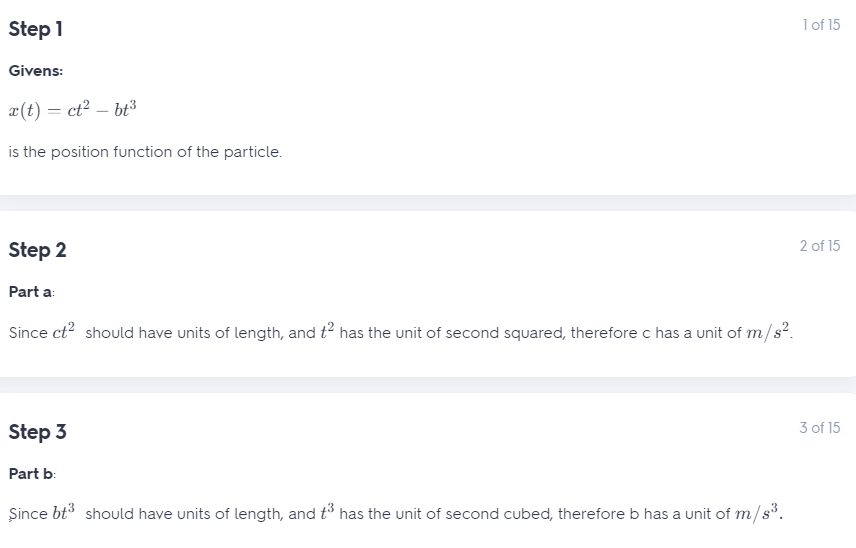 Step 1
1 of 15
Givens:
x(t) = ct² − bt³
is the position function of the particle.
Step 2
2 of 15
Part a:
Since ct² should have units of length, and t² has the unit of second squared, therefore c has a unit of m/s².
Step 3
3 of 15
Part b:
Since bt³ should have units of length, and t³ has the unit of second cubed, therefore b has a unit of m/s³.